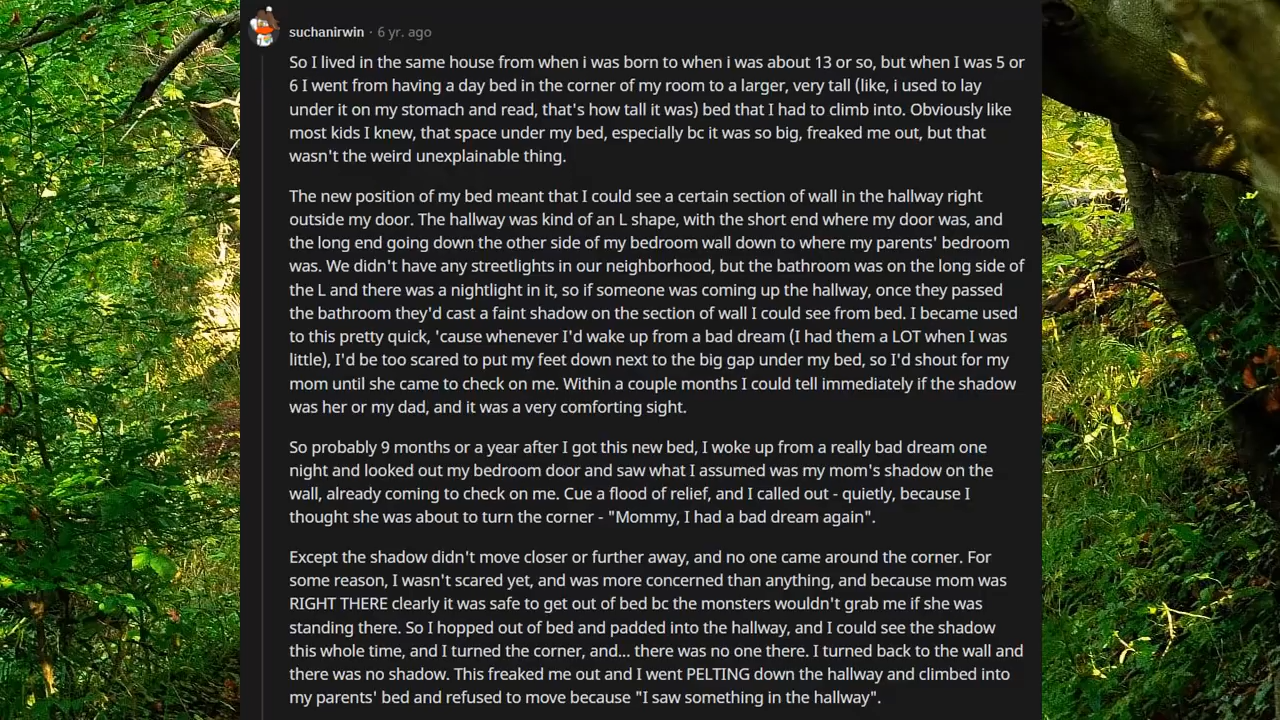 suchanirwin · 6 yr. ago
So I lived in the same house from when i was born to when i was about 13 or so, but when I was 5 or
6 I went from having a day bed in the corner of my room to a larger, very tall (like, i used to lay
under it on my stomach and read, that's how tall it was) bed that I had to climb into. Obviously like
most kids I knew, that space under my bed, especially bc it was so big, freaked me out, but that
wasn't the weird unexplainable thing.
The new position of my bed meant that I could see a certain section of wall in the hallway right
outside my door. The hallway was kind of an L shape, with the short end where my door was, and
the long end going down the other side of my bedroom wall down to where my parents' bedroom
was. We didn't have any streetlights in our neighborhood, but the bathroom was on the long side of
the L and there was a nightlight in it, so if someone was coming up the hallway, once they passed
the bathroom they'd cast a faint shadow on the section of wall I could see from bed. I became used
to this pretty quick, 'cause whenever I'd wake up from a bad dream (I had them a LOT when I was
little), I'd be too scared to put my feet down next to the big gap under my bed, so I'd shout for my
mom until she came to check on me. Within a couple months I could tell immediately if the shadow
was her or my dad, and it was a very comforting sight.
So probably 9 months or a year after I got this new bed, I woke up from a really bad dream one
night and looked out my bedroom door and saw what I assumed was my mom's shadow on the
wall, already coming to check on me. Cue a flood of relief, and I called out - quietly, because I
thought she was about to turn the corner - "Mommy, I had a bad dream again".
Except the shadow didn't move closer or further away, and no one came around the corner. For
some reason, I wasn't scared yet, and was more concerned than anything, and because mom was
RIGHT THERE clearly it was safe to get out of bed bc the monsters wouldn't grab me if she was
standing there. So I hopped out of bed and padded into the hallway, and I could see the shadow
this whole time, and I turned the corner, and... there was no one there. I turned back to the wall and
there was no shadow. This freaked me out and I went PELTING down the hallway and climbed into
my parents' bed and refused to move because "I saw something in the hallway".